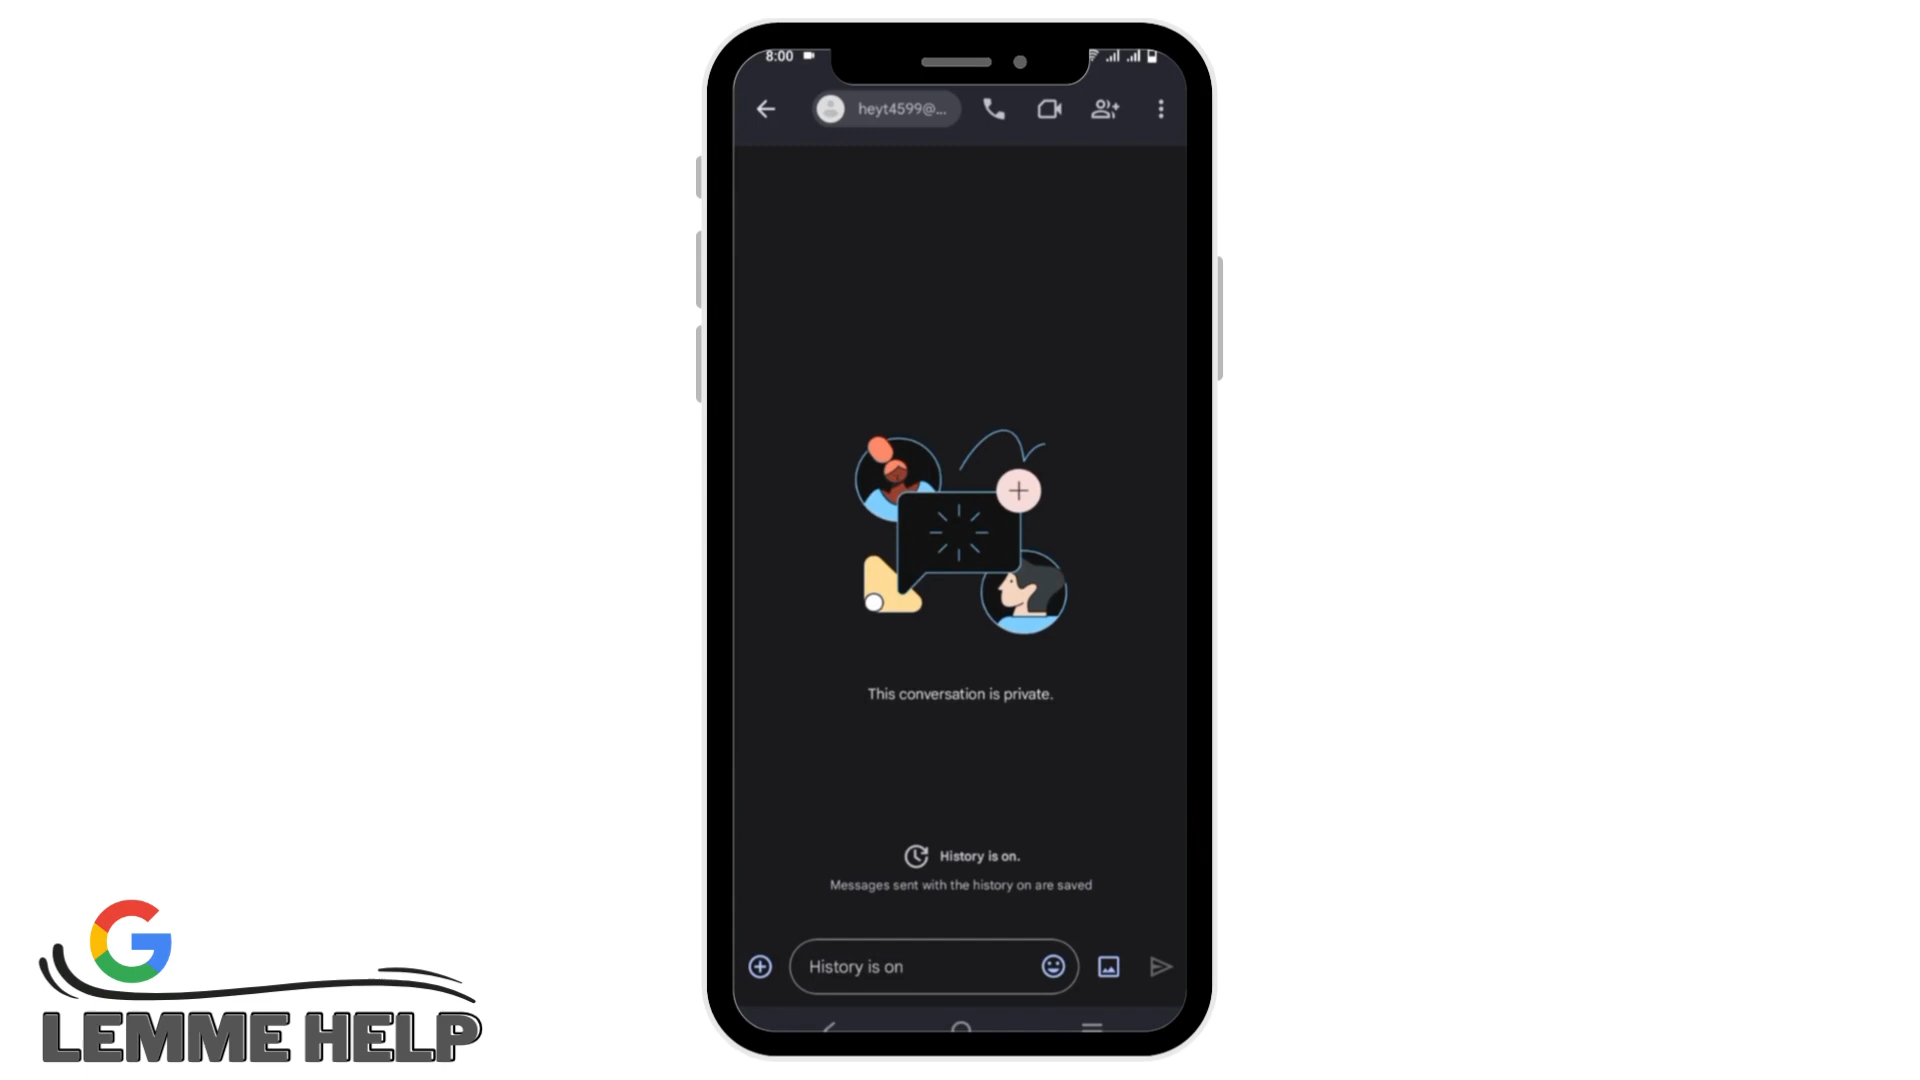 8:00
heyt4599@...
This conversation is private.
History is on.
Messages sent with the history on are saved
History is on
G
LEMME HELP